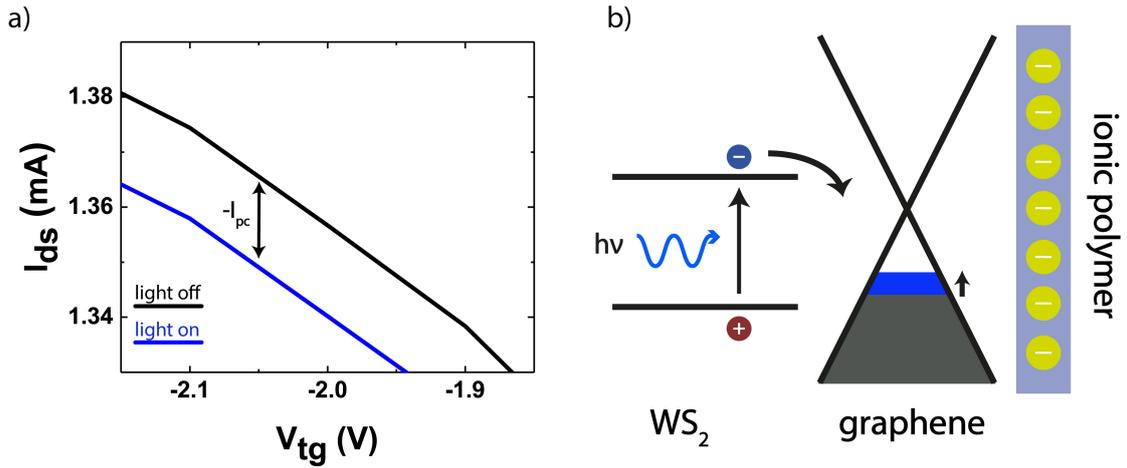 a)
1.38
1.36
1.34
I_ds (mA)
-I_pc
light off
light on
-2.1
-2.0
-1.9
V_tg (V)
b)
hν
−
+
WS₂
graphene
−
−
−
−
−
−
−
ionic polymer